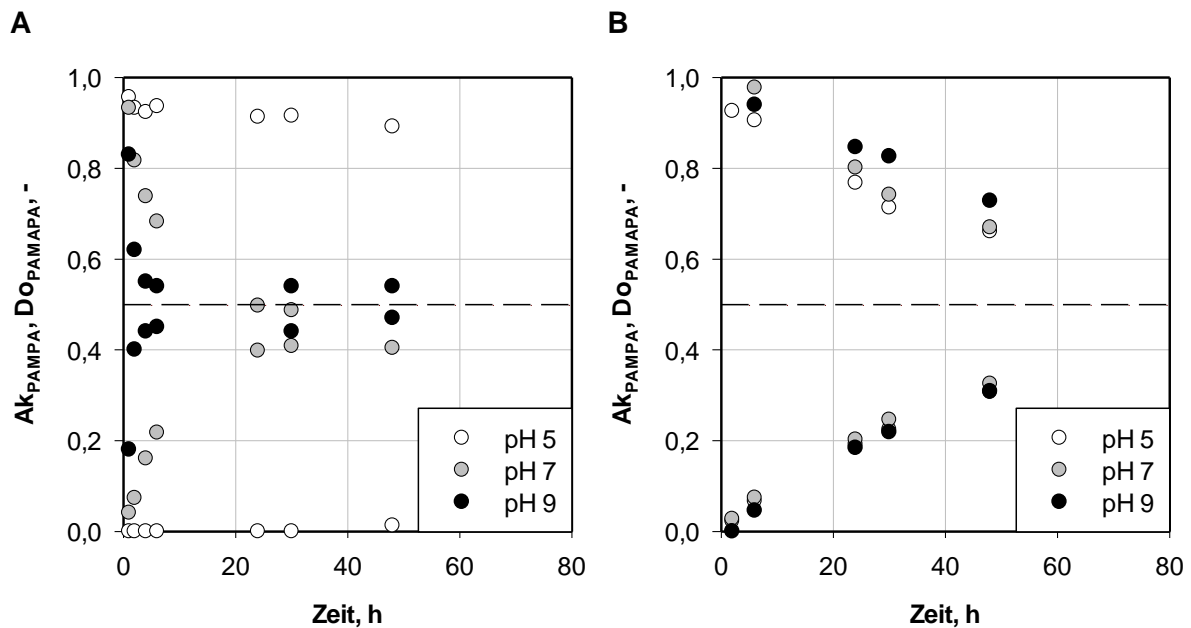 A
Ak_PAMPA, Do_PAMAPA, -
1,0
0,8
0,6
0,4
0,2
0,0
0 20 40 60 80
Zeit, h
pH 5
pH 7
pH 9
B
Ak_PAMPA, Do_PAMAPA, -
1,0
0,8
0,6
0,4
0,2
0,0
0 20 40 60 80
Zeit, h
pH 5
pH 7
pH 9